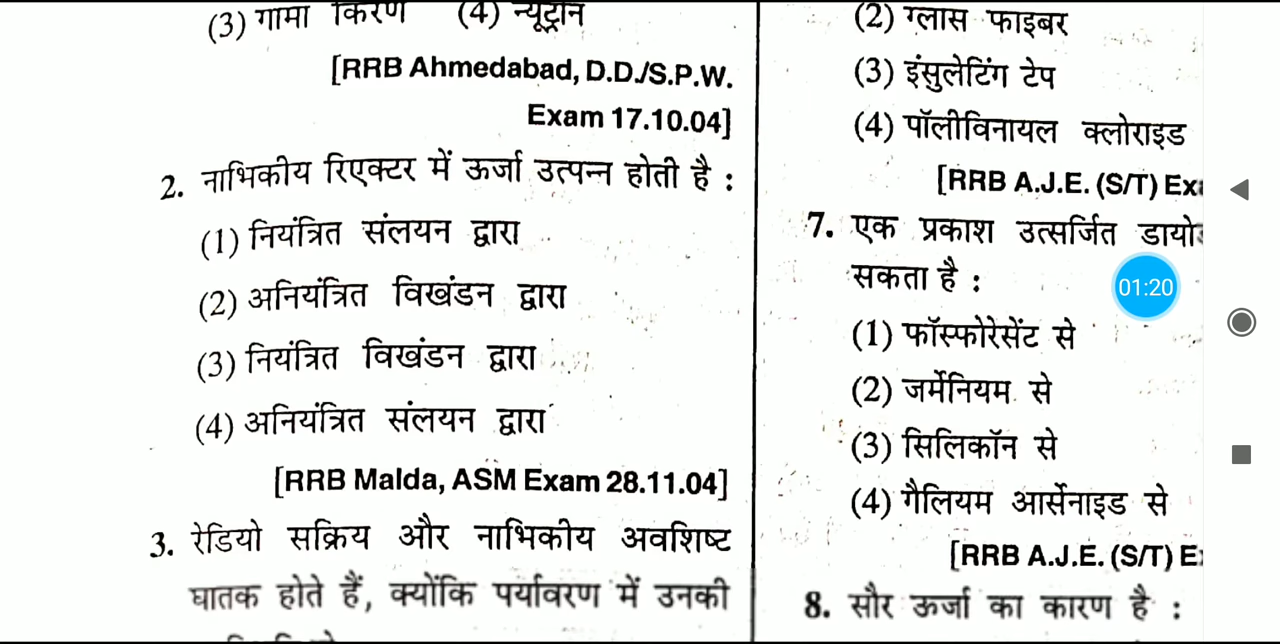 (3) गामा किरण (4) न्यूट्रॉन
[RRB Ahmedabad, D.D./S.P.W.
Exam 17.10.04]
2. नाभिकीय रिएक्टर में ऊर्जा उत्पन्न होती है :
(1) नियंत्रित संलयन द्वारा
(2) अनियंत्रित विखंडन द्वारा
(3) नियंत्रित विखंडन द्वारा
(4) अनियंत्रित संलयन द्वारा
[RRB Malda, ASM Exam 28.11.04]
3. रेडियो सक्रिय और नाभिकीय अवशिष्ट
घातक होते हैं, क्योंकि पर्यावरण में उनकी
(2) ग्लास फाइबर
(3) इंसुलेटिंग टेप
(4) पॉलीविनायल क्लोराइड
[RRB A.J.E. (S/T)
7. एक प्रकाश उत्सर्जित
सकता है :
(1) फॉस्फोरेसेंट से
(2) जर्मेनियम से
(3) सिलिकॉन से
(4) गैलियम आर्सेनाइड से
[RRB A.J.E. (S/T)
8. सौर ऊर्जा का कारण है :
01:20